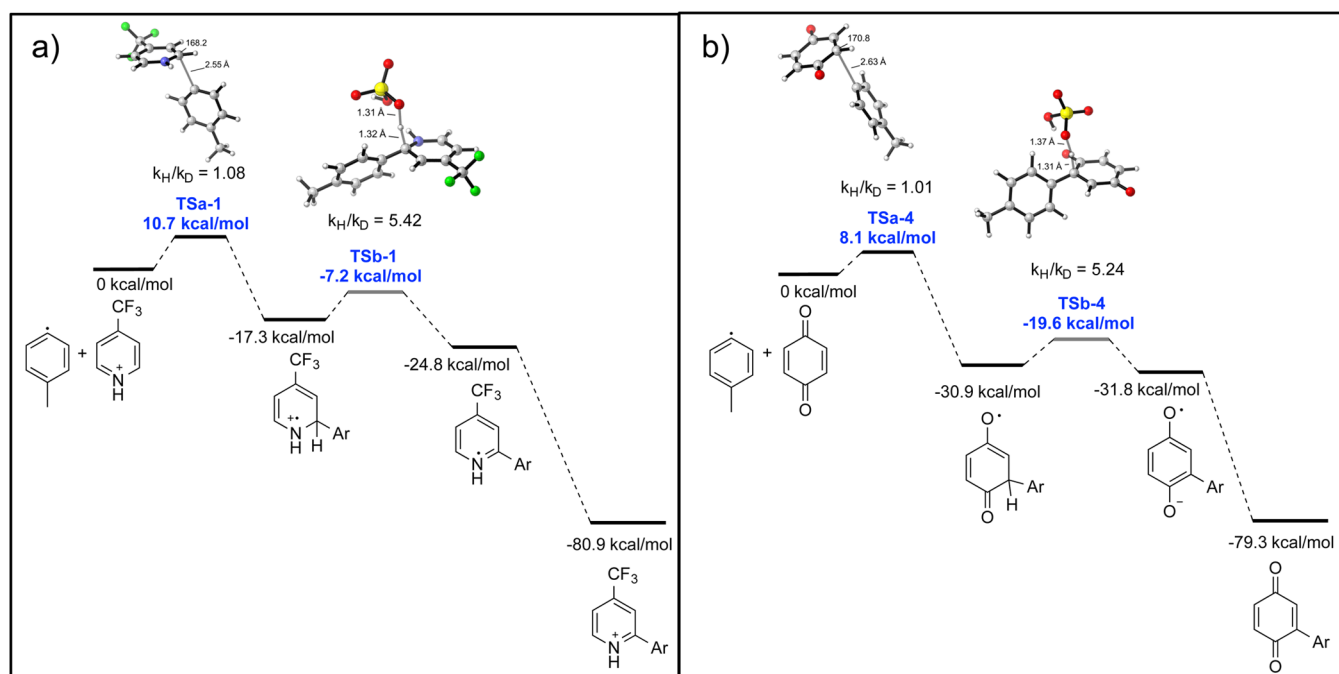 a)
168.2
2.55 Å
kH/kD = 1.08
TSa-1
10.7 kcal/mol
1.31 Å
1.32 Å
kH/kD = 5.42
TSb-1
-7.2 kcal/mol
0 kcal/mol
CF3
+
N
H
+
-17.3 kcal/mol
CF3
+•
N
H
H
Ar
-24.8 kcal/mol
CF3
N
H
Ar
-80.9 kcal/mol
CF3
+
N
H
Ar
b)
170.8
2.63 Å
kH/kD = 1.01
TSa-4
8.1 kcal/mol
1.37 Å
1.31 Å
kH/kD = 5.24
TSb-4
-19.6 kcal/mol
0 kcal/mol
+
O
O
-30.9 kcal/mol
O•
Ar
H
O
-31.8 kcal/mol
O•
Ar
O−
-79.3 kcal/mol
O
Ar
O